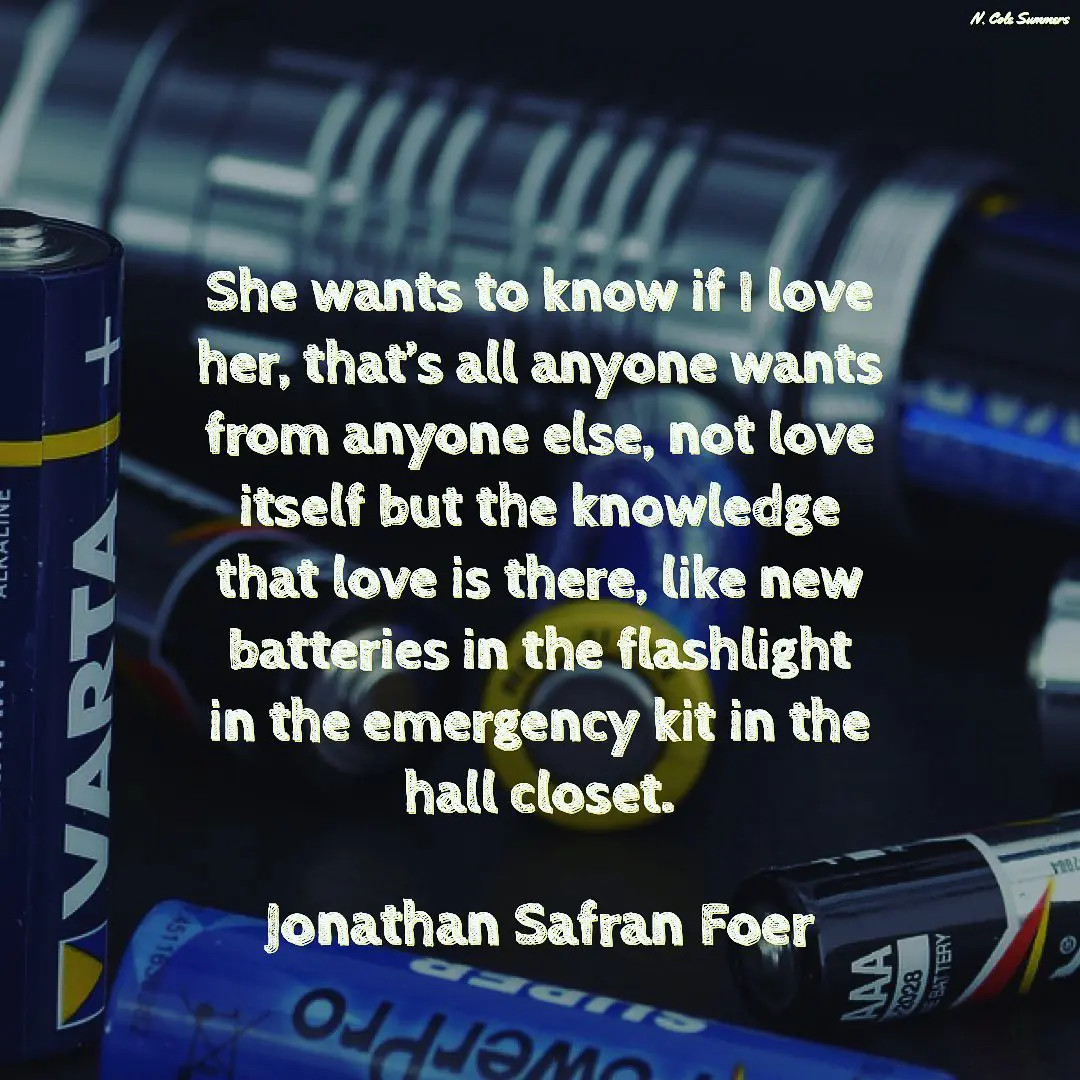 N. Cole Summers
She wants to know if I love
her, that's all anyone wants
from anyone else, not love
itself but the knowledge
that love is there, like new
batteries in the flashlight
in the emergency kit in the
hall closet.
Jonathan Safran Foer
VARTA
ALKALINE
+
SUPER
PowerPro
AAA
2028
BATTERY